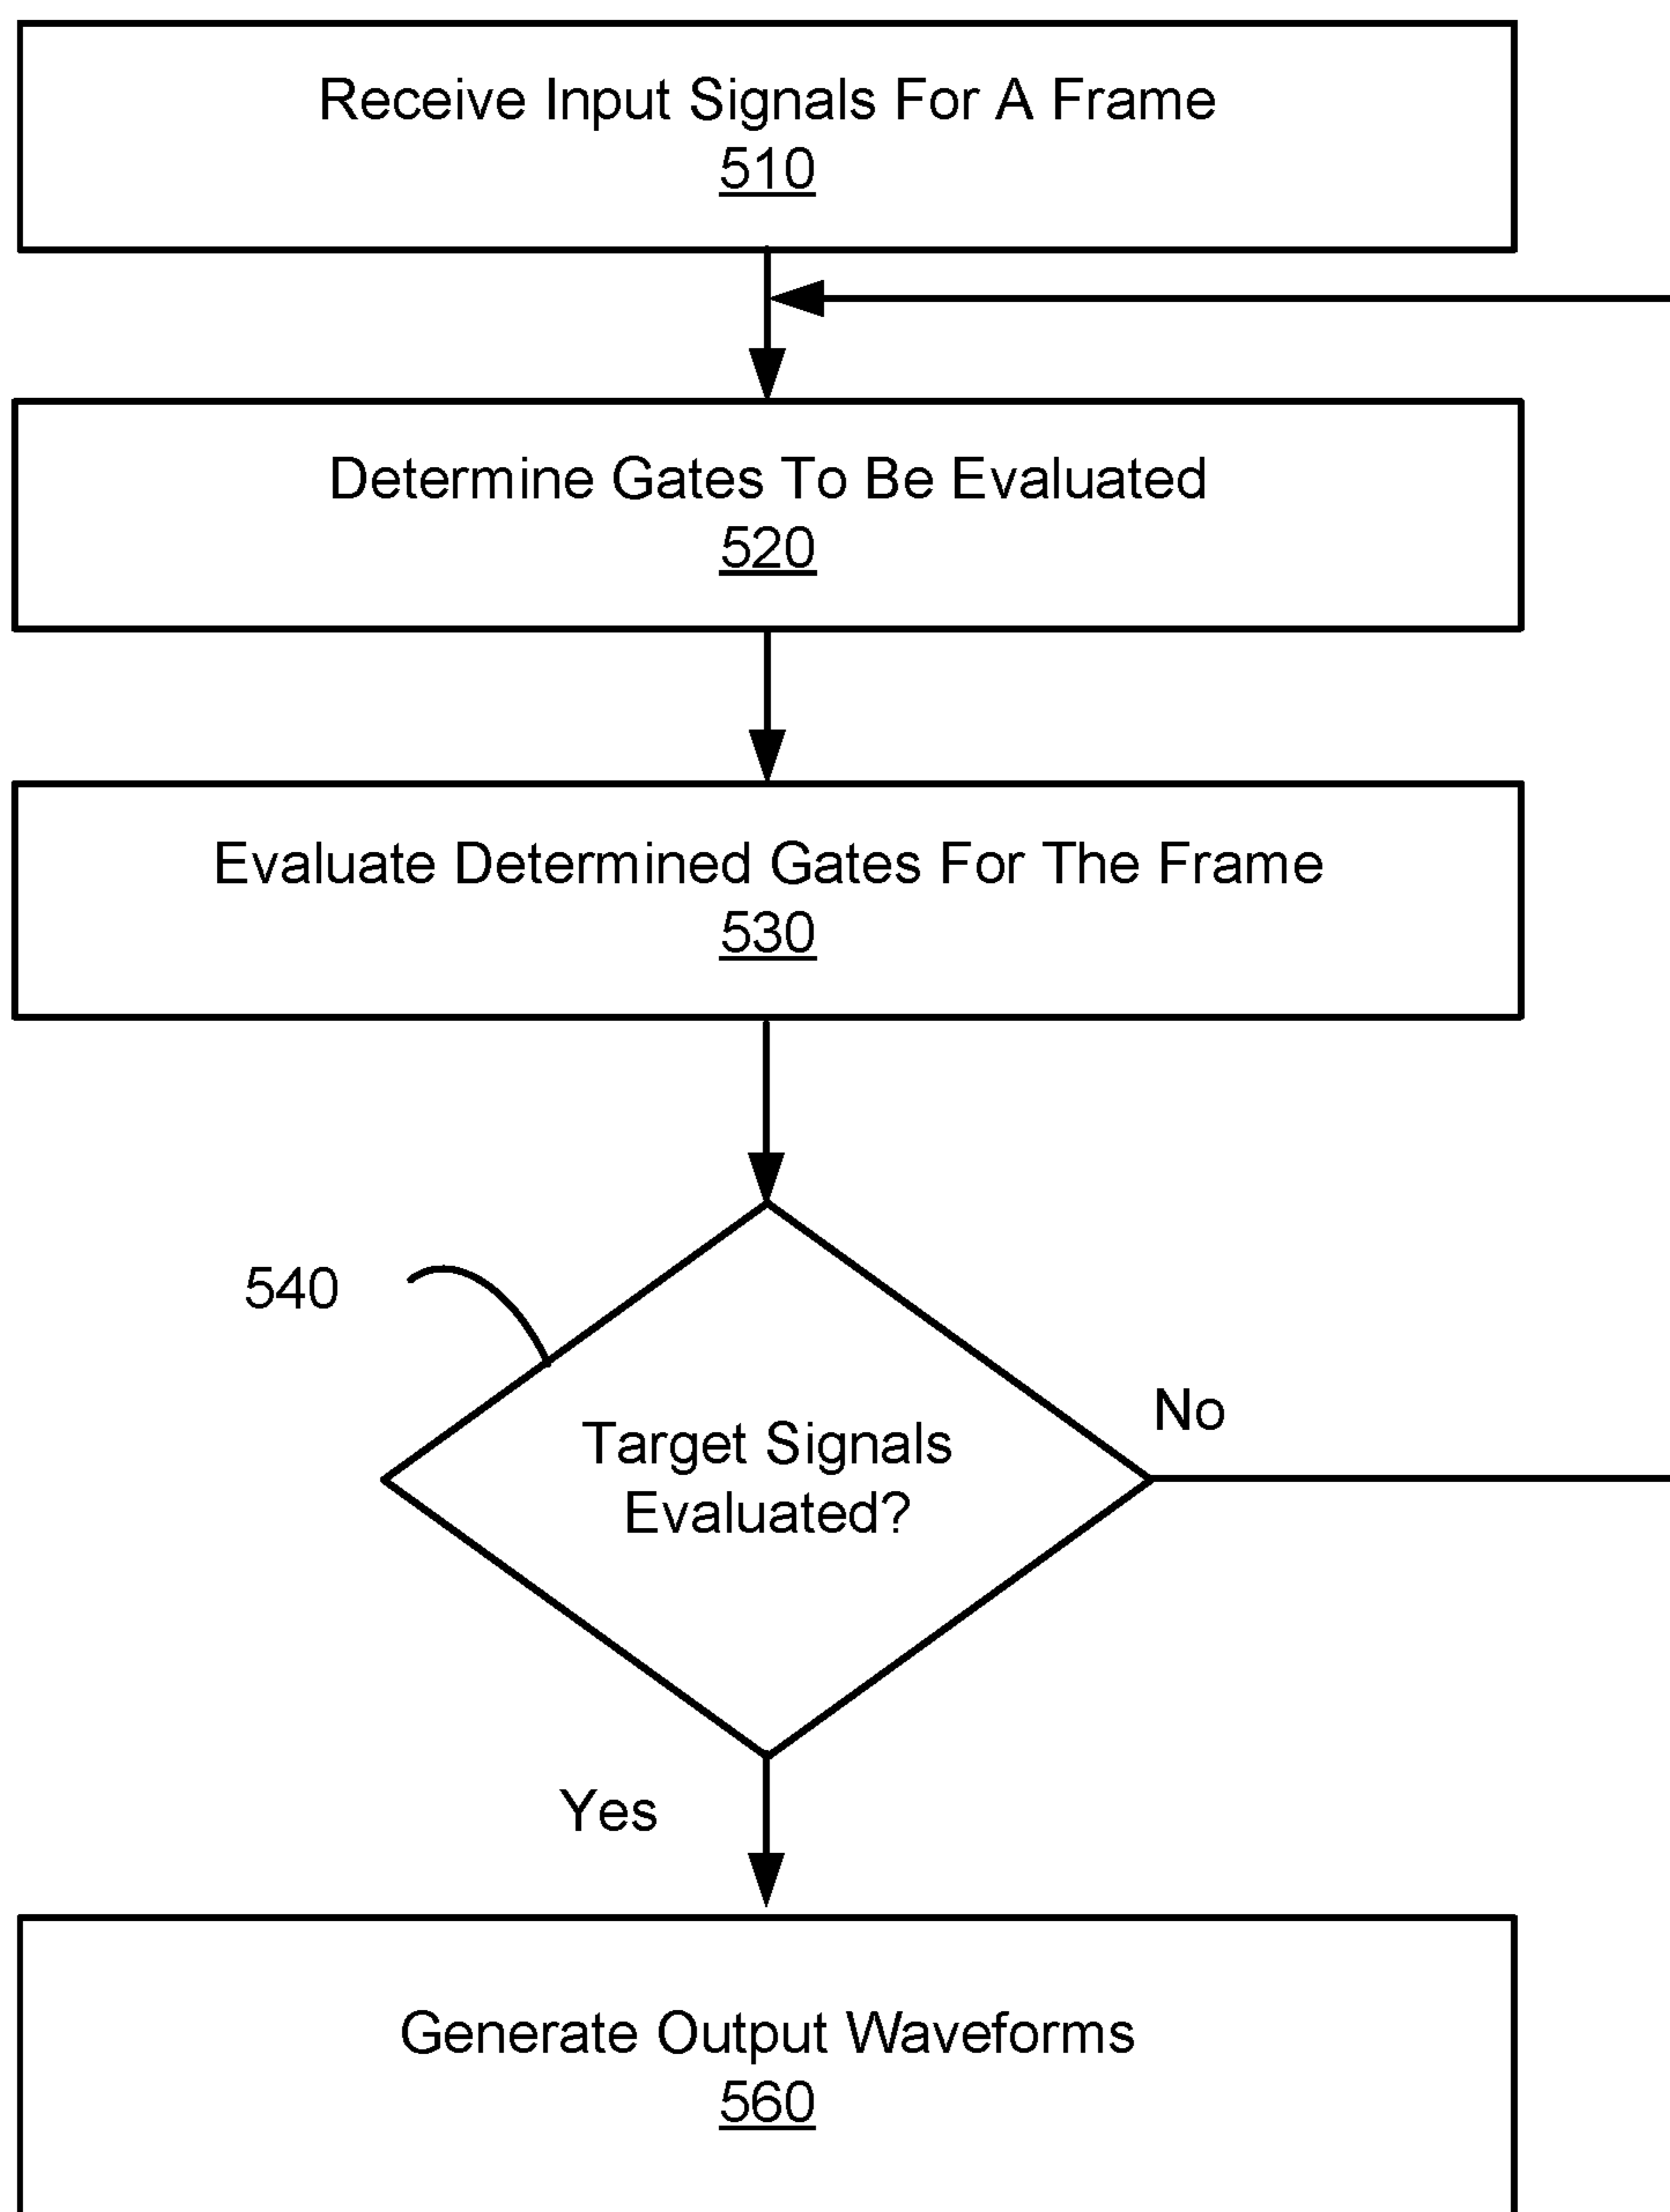 Receive Input Signals For A Frame
510
Determine Gates To Be Evaluated
520
Evaluate Determined Gates For The Frame
530
540
Target Signals
Evaluated?
No
Yes
Generate Output Waveforms
560